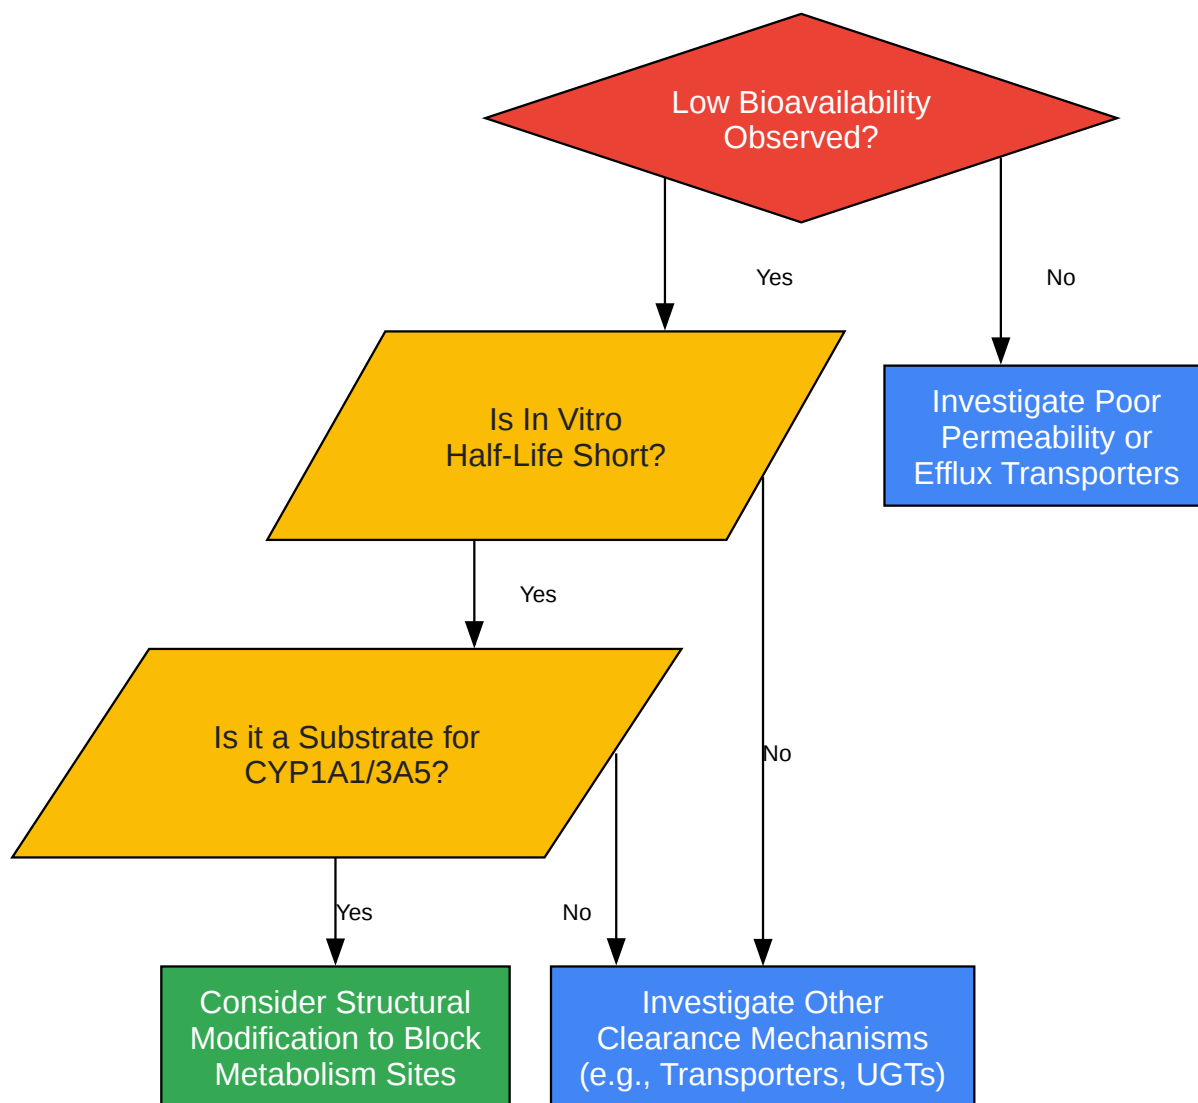 Low Bioavailability
Observed?
Yes
No
Is In Vitro
Half-Life Short?
Investigate Poor
Permeability or
Efflux Transporters
Yes
No
Is it a Substrate for
CYP1A1/3A5?
Yes
No
Consider Structural
Modification to Block
Metabolism Sites
Investigate Other
Clearance Mechanisms
(e.g., Transporters, UGTs)